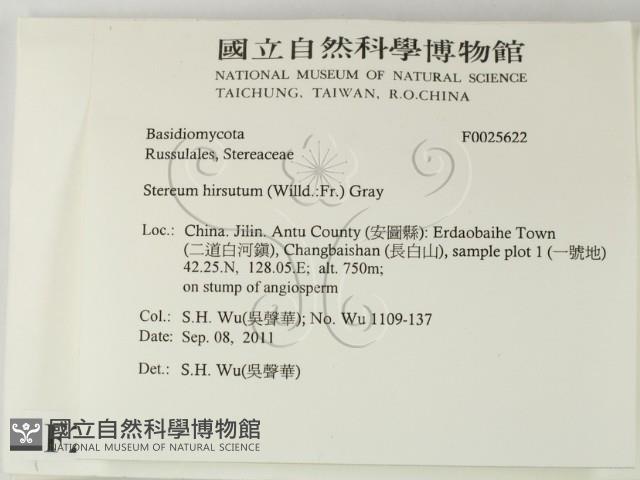 國立自然科學博物館
NATIONAL MUSEUM OF NATURAL SCIENCE
TAICHUNG, TAIWAN, R.O.CHINA
Basidiomycota F0025622
Russulales, Stereaceae
Stereum hirsutum (Willd.:Fr.) Gray
Loc.: China. Jilin. Antu County (安圖縣): Erdaobaihe Town
(二道白河鎮), Changbaishan (長白山), sample plot 1 (一號地)
42.25.N, 128.05.E; alt. 750m;
on stump of angiosperm
Col.: S.H. Wu(吳聲華); No. Wu 1109-137
Date: Sep. 08, 2011
Det.: S.H. Wu(吳聲華)
國立自然科學博物館
NATIONAL MUSEUM OF NATURAL SCIENCE